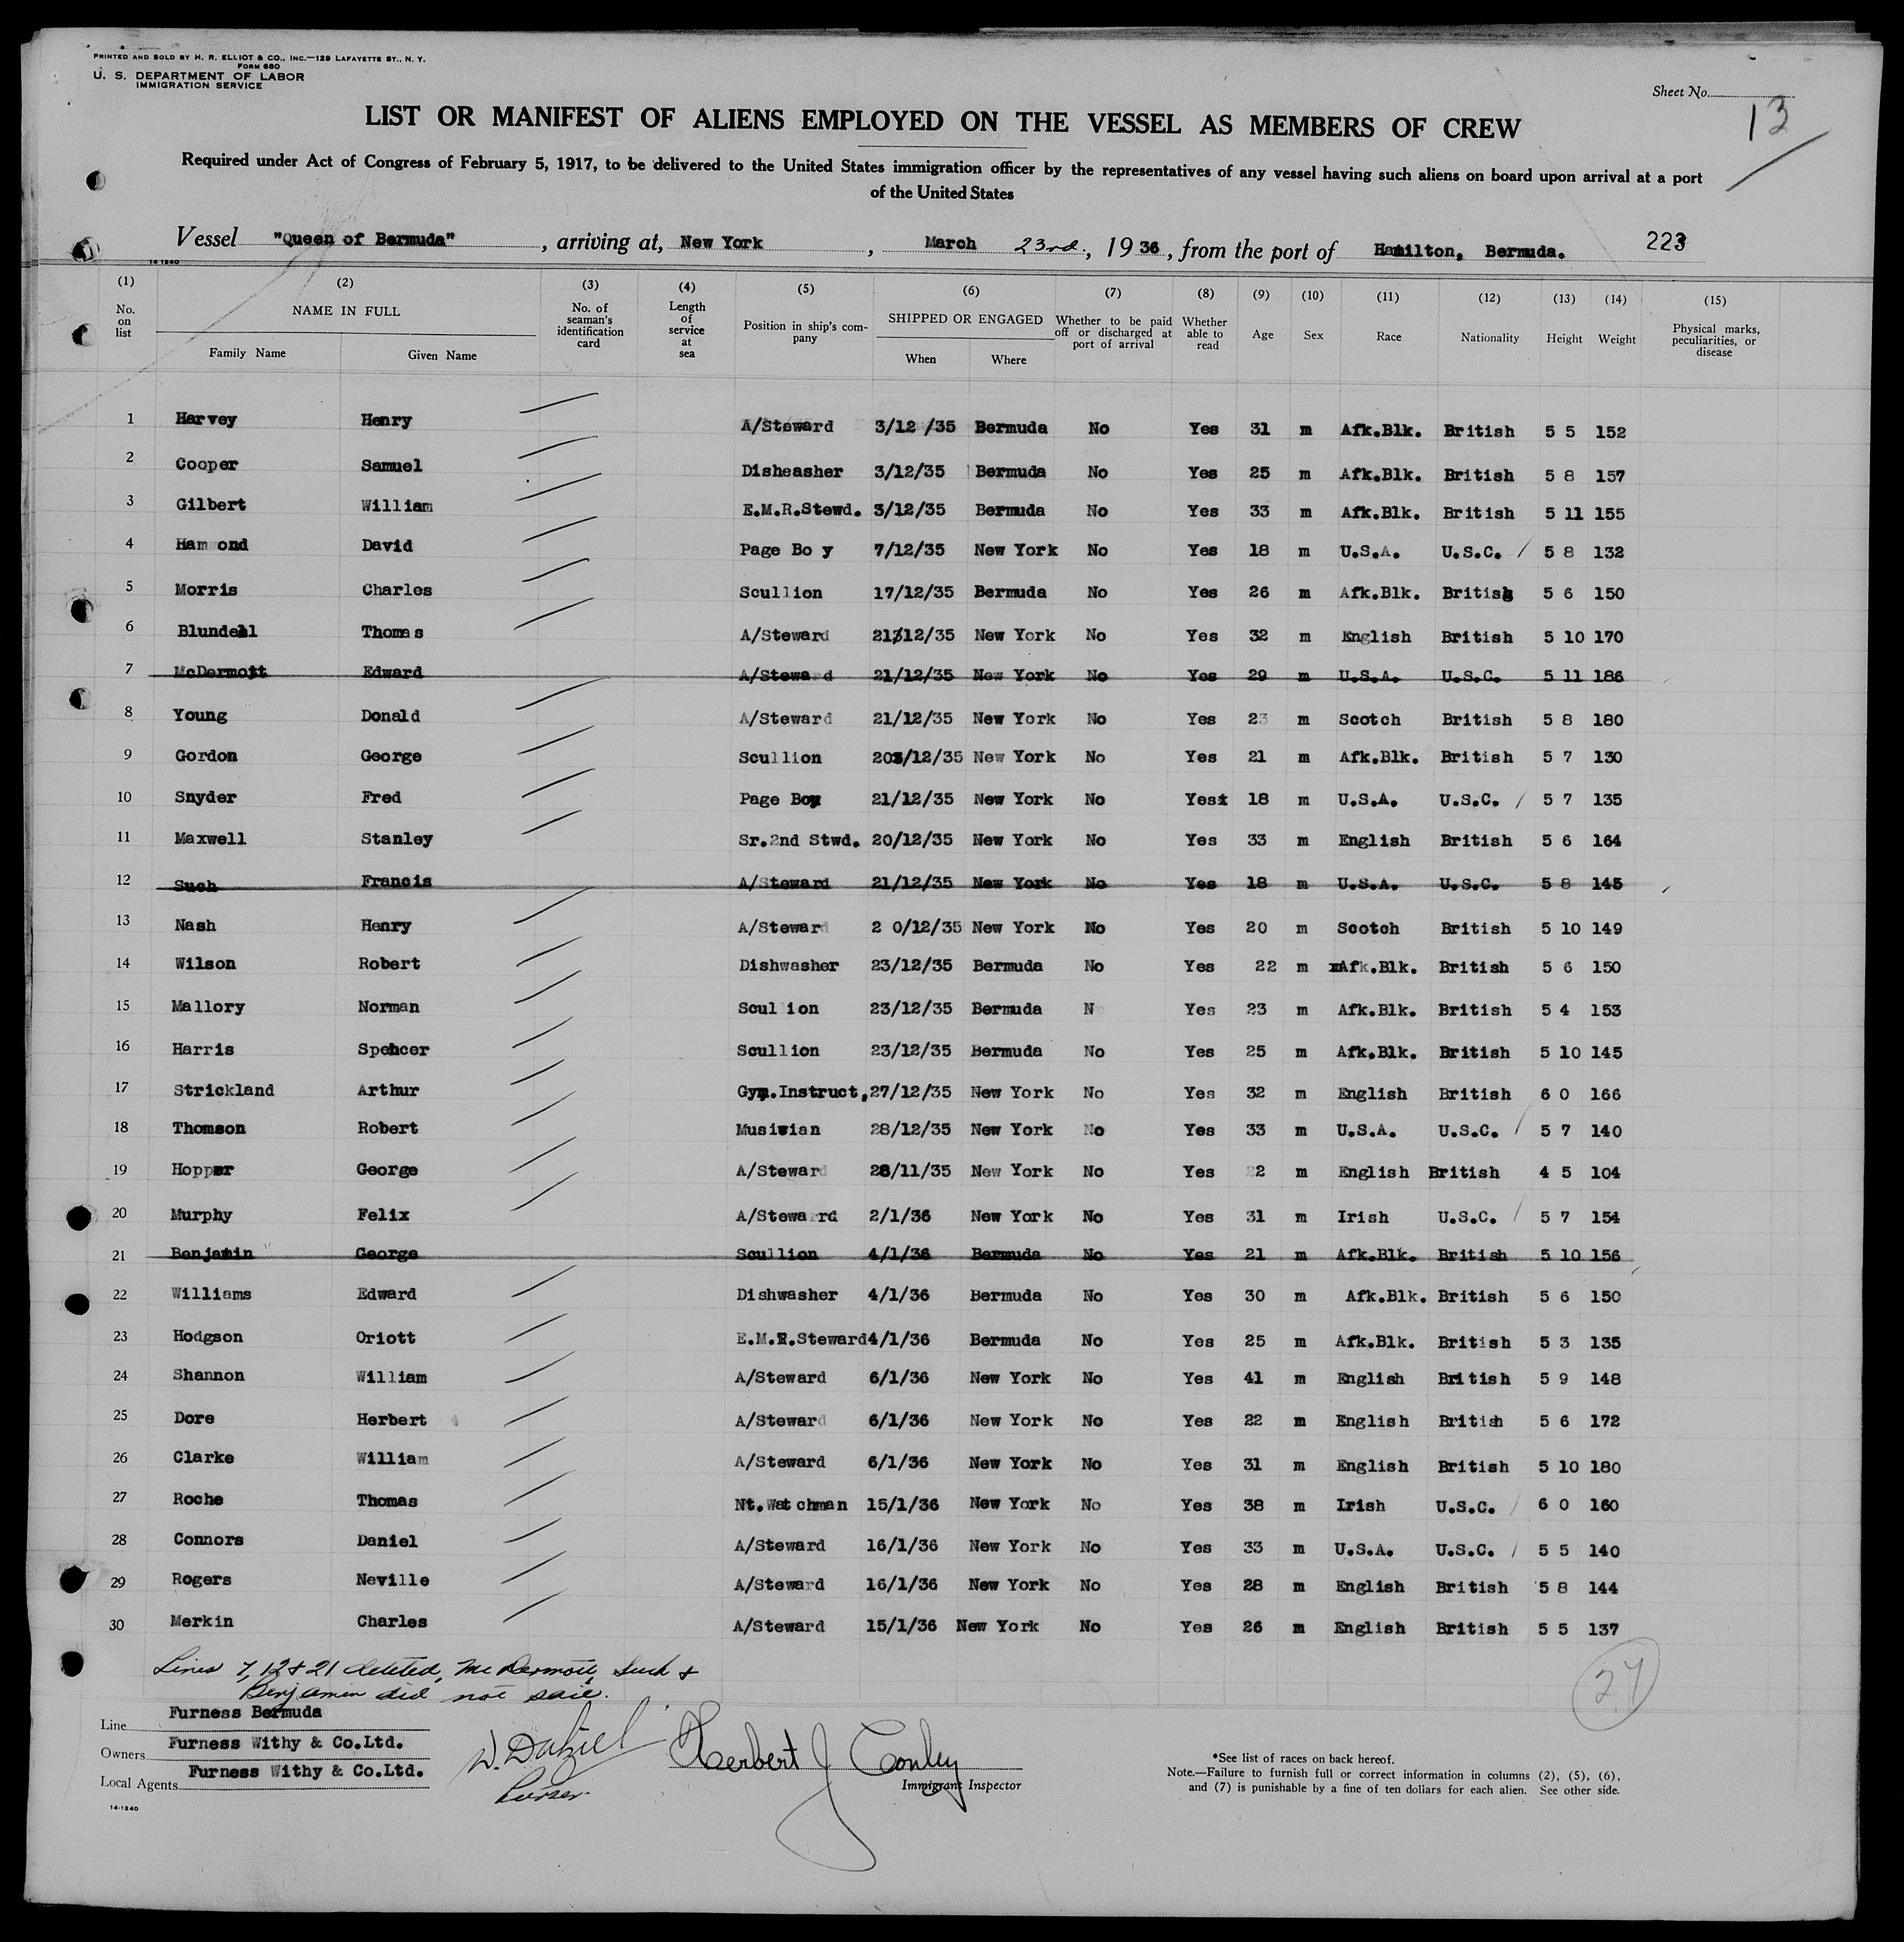 PRINTED AND SOLD BY H. R. ELLIOT & CO., INC.—129 LAFAYETTE ST., N. Y.
FORM 680
U. S. DEPARTMENT OF LABOR
IMMIGRATION SERVICE
Sheet No. 13
LIST OR MANIFEST OF ALIENS EMPLOYED ON THE VESSEL AS MEMBERS OF CREW
Required under Act of Congress of February 5, 1917, to be delivered to the United States immigration officer by the representatives of any vessel having such aliens on board upon arrival at a port
of the United States
Vessel "Queen of Bermuda", arriving at, New York, March 23rd., 1936, from the port of Hamilton, Bermuda. 223
14-1240
(1) (2) (3) (4) (5) (6) (7) (8) (9) (10) (11) (12) (13) (14) (15)
No. on list NAME IN FULL Family Name Given Name No. of seaman's identification card Length of service at sea Position in ship's company SHIPPED OR ENGAGED When Where Whether to be paid off or discharged at port of arrival Whether able to read Age Sex Race Nationality Height Weight Physical marks, peculiarities, or disease
1 Harvey Henry A/Steward 3/12 /35 Bermuda No Yes 31 m Afk.Blk. British 5 5 152
2 Cooper Samuel Disheasher 3/12/35 Bermuda No Yes 25 m Afk.Blk. British 5 8 157
3 Gilbert William E.M.R.Stewd. 3/12/35 Bermuda No Yes 33 m Afk.Blk. British 5 11 155
4 Hammond David Page Bo y 7/12/35 New York No Yes 18 m U.S.A. U.S.C. / 5 8 132
5 Morris Charles Scullion 17/12/35 Bermuda No Yes 26 m Afk.Blk. British 5 6 150
6 Blundell Thomas A/Steward 21/12/35 New York No Yes 32 m English British 5 10 170
7 McDermott Edward A/Steward 21/12/35 New York No Yes 29 m U.S.A. U.S.C. 5 11 186
8 Young Donald A/Steward 21/12/35 New York No Yes 23 m Scotch British 5 8 180
9 Gordon George Scullion 20/12/35 New York No Yes 21 m Afk.Blk. British 5 7 130
10 Snyder Fred Page Boy 21/12/35 New York No Yes 18 m U.S.A. U.S.C. / 5 7 135
11 Maxwell Stanley Sr.2nd Stwd. 20/12/35 New York No Yes 33 m English British 5 6 164
12 Such Francis A/Steward 21/12/35 New York No Yes 18 m U.S.A. U.S.C. 5 8 145
13 Nash Henry A/Steward 2 0/12/35 New York No Yes 20 m Scotch British 5 10 149
14 Wilson Robert Dishwasher 23/12/35 Bermuda No Yes 22 m Afk.Blk. British 5 6 150
15 Mallory Norman Scullion 23/12/35 Bermuda No Yes 23 m Afk.Blk. British 5 4 153
16 Harris Spencer Scullion 23/12/35 Bermuda No Yes 25 m Afk.Blk. British 5 10 145
17 Strickland Arthur Gym.Instruct, 27/12/35 New York No Yes 32 m English British 6 0 166
18 Thomson Robert Musician 28/12/35 New York No Yes 33 m U.S.A. U.S.C. / 5 7 140
19 Hopper George A/Steward 28/11/35 New York No Yes 22 m English British 4 5 104
20 Murphy Felix A/Stewa rd 2/1/36 New York No Yes 31 m Irish U.S.C. / 5 7 154
21 Benjamin George Scullion 4/1/36 Bermuda No Yes 21 m Afk.Blk. British 5 10 156
22 Williams Edward Dishwasher 4/1/36 Bermuda No Yes 30 m Afk.Blk. British 5 6 150
23 Hodgson Oriott E.M.R.Steward 4/1/36 Bermuda No Yes 25 m Afk.Blk. British 5 3 135
24 Shannon William A/Steward 6/1/36 New York No Yes 41 m English British 5 9 148
25 Dore Herbert A/Steward 6/1/36 New York No Yes 22 m English British 5 6 172
26 Clarke William A/Steward 6/1/36 New York No Yes 31 m English British 5 10 180
27 Roche Thomas Nt.Watchman 15/1/36 New York No Yes 38 m Irish U.S.C. / 6 0 160
28 Connors Daniel A/Steward 16/1/36 New York No Yes 33 m U.S.A. U.S.C. / 5 5 140
29 Rogers Neville A/Steward 16/1/36 New York No Yes 28 m English British 5 8 144
30 Merkin Charles A/Steward 15/1/36 New York No Yes 26 m English British 5 5 137
Lines 7, 12 & 21 deleted, McDermott, Such &
Benjamin did not sail.
27
Line Furness Bermuda
Owners Furness Withy & Co.Ltd.
Local Agents Furness Withy & Co.Ltd.
Purser.
Herbert J Conley
Immigrant Inspector
*See list of races on back hereof.
Note.—Failure to furnish full or correct information in columns (2), (5), (6),
and (7) is punishable by a fine of ten dollars for each alien. See other side.
14-1240